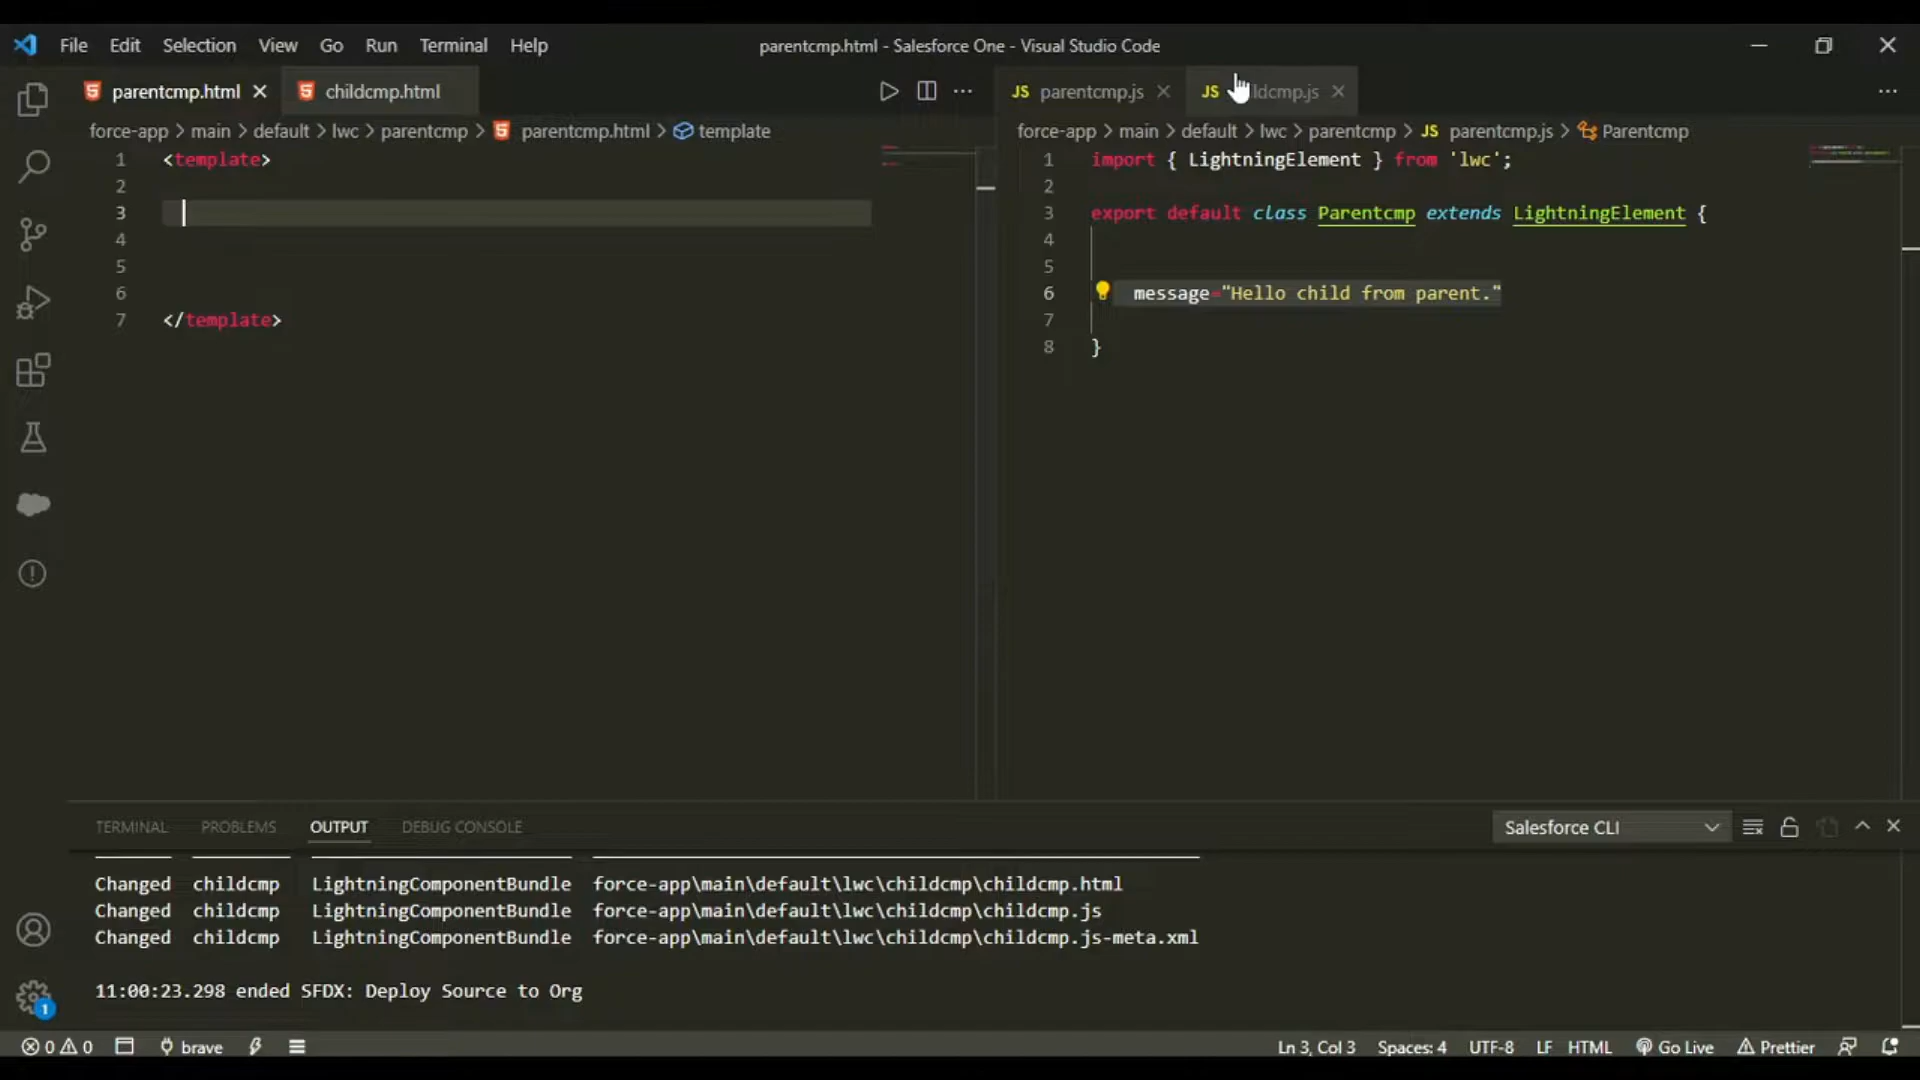 File Edit Selection View Go Run Terminal Help
parentcmp.html - Salesforce One - Visual Studio Code
parentcmp.html childcmp.html
force-app > main > default > lwc > parentcmp > parentcmp.html > template
1 <template>
2
3
4
5
6
7 </template>
JS parentcmp.js JS ldcmp.js
force-app > main > default > lwc > parentcmp > JS parentcmp.js > Parentcmp
1 import { LightningElement } from 'lwc';
2
3 export default class Parentcmp extends LightningElement {
4
5
6 message="Hello child from parent."
7
8 }
TERMINAL PROBLEMS OUTPUT DEBUG CONSOLE
Salesforce CLI
Changed childcmp LightningComponentBundle force-app\main\default\lwc\childcmp\childcmp.html
Changed childcmp LightningComponentBundle force-app\main\default\lwc\childcmp\childcmp.js
Changed childcmp LightningComponentBundle force-app\main\default\lwc\childcmp\childcmp.js-meta.xml
11:00:23.298 ended SFDX: Deploy Source to Org
1
0 0 brave
Ln 3, Col 3 Spaces: 4 UTF-8 LF HTML Go Live Prettier